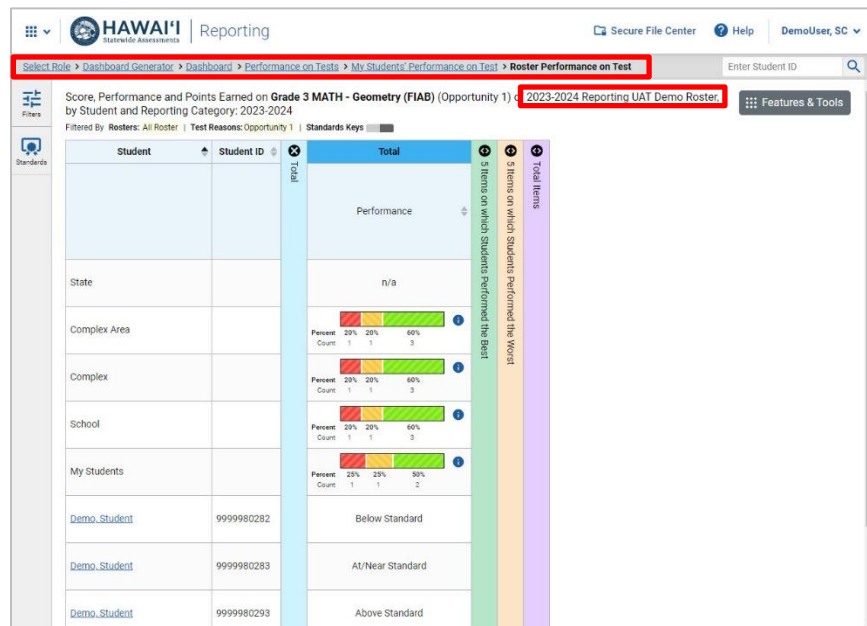 HAWAI'I
Statewide Assessments
Reporting
Secure File Center
Help
DemoUser, SC
Select Role > Dashboard Generator > Dashboard > Performance on Tests > My Students' Performance on Test > Roster Performance on Test
Enter Student ID
Filters
Standards
Score, Performance and Points Earned on Grade 3 MATH - Geometry (FIAB) (Opportunity 1) o 2023-2024 Reporting UAT Demo Roster,
by Student and Reporting Category: 2023-2024
Features & Tools
Filtered By Rosters: All Roster | Test Reasons: Opportunity 1 | Standards Keys
Student
Student ID
Total
Total
5 Items on which Students Performed the Best
5 Items on which Students Performed the Worst
Total Items
Performance
State
n/a
Complex Area
Percent 20% 20% 60%
Count 1 1 3
Complex
Percent 20% 20% 60%
Count 1 1 3
School
Percent 20% 20% 60%
Count 1 1 3
My Students
Percent 25% 25% 50%
Count 1 1 2
Demo, Student 9999980282 Below Standard
Demo, Student 9999980283 At/Near Standard
Demo, Student 9999980293 Above Standard